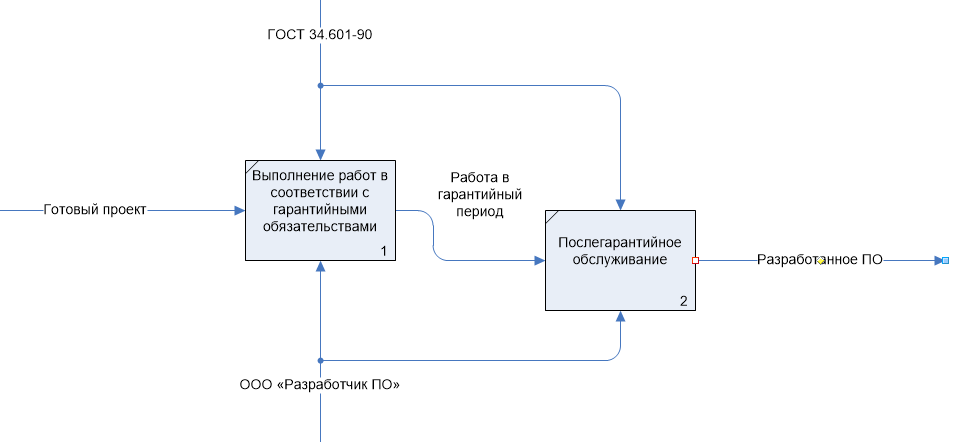 ГОСТ 34.601-90
Выполнение работ в
соответствии с
гарантийными
обязательствами
1
Готовый проект
Работа в
гарантийный
период
Послегарантийное
обслуживание
2
Разработанное ПО
ООО «Разработчик ПО»